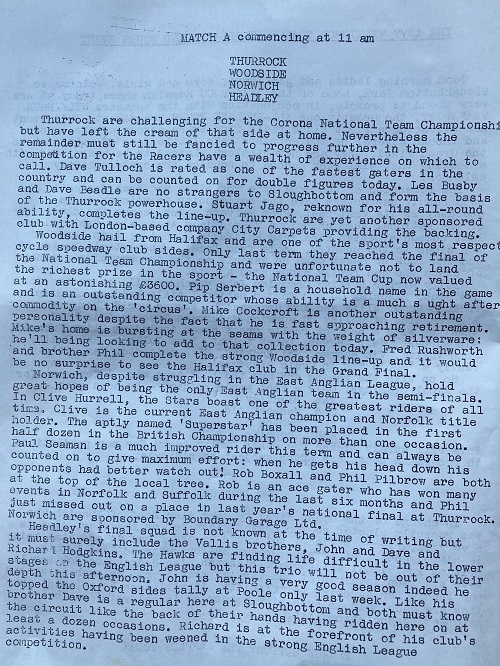 MATCH A commencing at 11 am
THURROCK
WOODSIDE
NORWICH
HEADLEY
Thurrock are challenging for the Corona National Team Championshi
but have left the cream of that side at home. Nevertheless the
remainder must still be fancied to progress further in the
competition for the Racers have a wealth of experience on which to
call. Dave Tulloch is rated as one of the fastest gaters in the
country and can be counted on for double figures today. Les Busby
and Dave Beadle are no strangers to Sloughbottom and form the basis
of the Thurrock powerhouse. Stuart Jago, reknown for his all-round
ability, completes the line-up. Thurrock are yet another sponsored
club with London-based company City Carpets providing the backing.
Woodside hail from Halifax and are one of the sport's most respect
cycle speedway club sides. Only last term they reached the final of
the National Team Championship and were unfortunate not to land
the richest prize in the sport - the National Team Cup now valued
at an astonishing £3600. Pip Serbert is a household name in the game
and is an outstanding competitor whose ability is a much s ught after
commodity on the 'circus'. Mike Cockcroft is another outstanding
personality despite the fact that he is fast approaching retirement.
Mike's home is bursting at the seams with the weight of silverware:
he'll being looking to add to that collection today. Fred Rushworth
and brother Phil complete the strong Woodside line-up and it would
be no surprise to see the Halifax club in the Grand Final.
Norwich, despite struggling in the East Anglian League, hold
great hopes of being the only East Anglian team in the semi-finals.
In Clive Hurrell, the Stars boast one of the greatest riders of all
time. Clive is the current East Anglian champion and Norfolk title
holder. The aptly named 'Superstar' has been placed in the first
half dozen in the British Championship on more than one occasion.
Paul Seaman is a much improved rider this term and can always be
counted on to give maximum effort: when he gets his head down his
opponents had better watch out! Rob Boxall and Phil Pilbrow are both
at the top of the local tree. Rob is an ace gater who has won many
events in Norfolk and Suffolk during the last six months and Phil
just missed out on a place in last year's national final at Thurrock.
Norwich are sponsored by Boundary Garage Ltd.
Headley's final squad is not known at the time of writing but
it must surely include the Vallis brothers, John and Dave and
Richard Hodgkins. The Hawks are finding life difficult in the lower
stages on the English League but this trio will not be out of their
depth this afternoon. John is having a very good season indeed he
topped the Oxford sides tally at Poole only last week. Like his
brother Dave is a regular here at Sloughbottom and both must know
the circuit like the back of their hands having ridden here on at
least a dozen occasions. Richard is at the forefront of his club's
activities having been weened in the strong English League
competition.